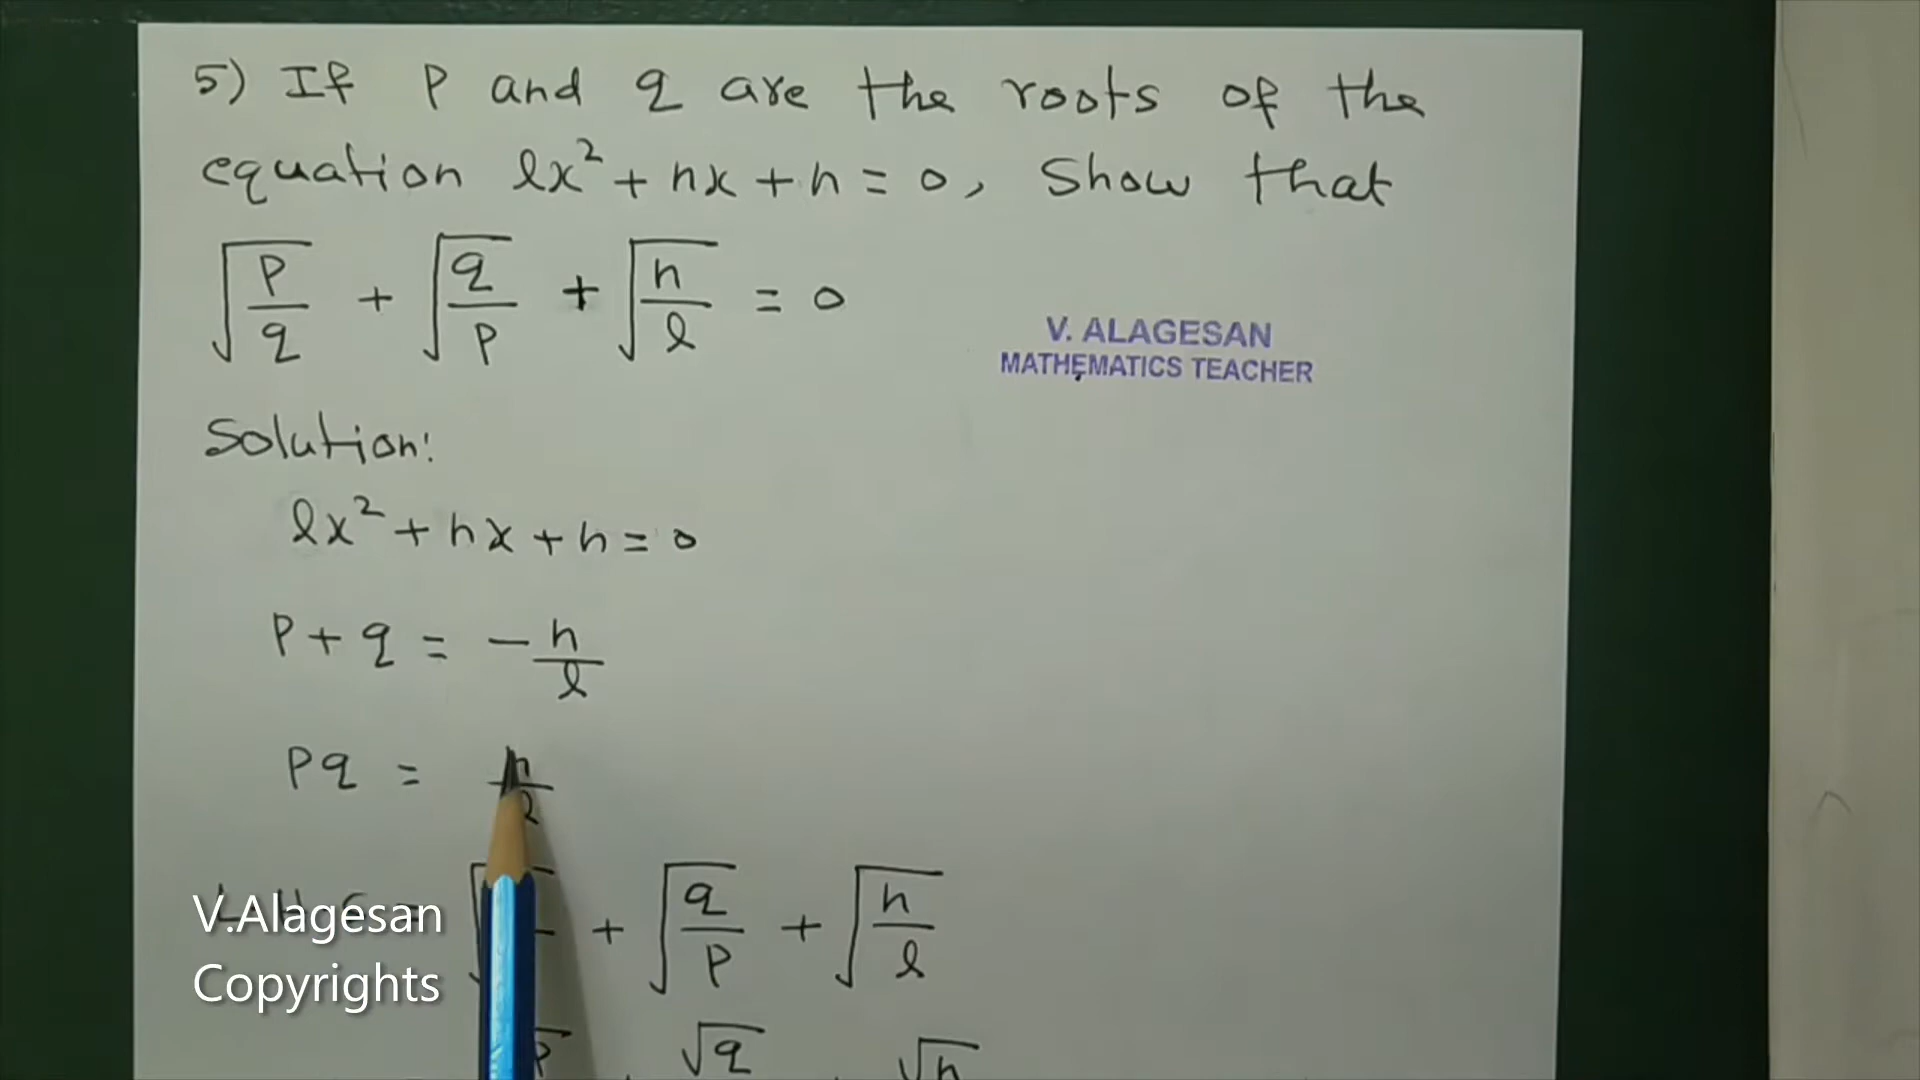 5) If P and q are the roots of the
equation lx² + nx + n = 0, Show that
√(P/q) + √(q/P) + √(n/l) = 0
V. ALAGESAN
MATHEMATICS TEACHER
Solution:
lx² + nx + n = 0
P + q = - n/l
Pq = n/l
+ √(q/P) + √(n/l)
V.Alagesan
Copyrights
√q √n